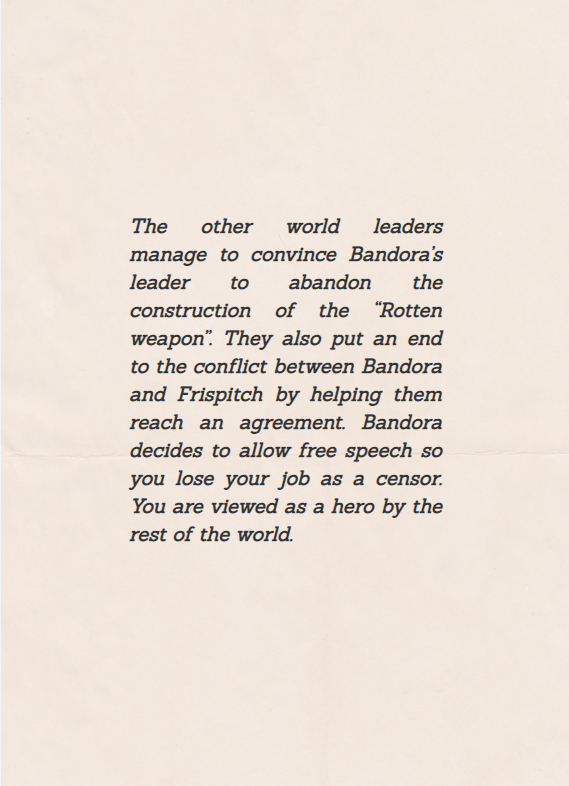 The other world leaders
manage to convince Bandora’s
leader to abandon the
construction of the “Rotten
weapon”. They also put an end
to the conflict between Bandora
and Frispitch by helping them
reach an agreement. Bandora
decides to allow free speech so
you lose your job as a censor.
You are viewed as a hero by the
rest of the world.